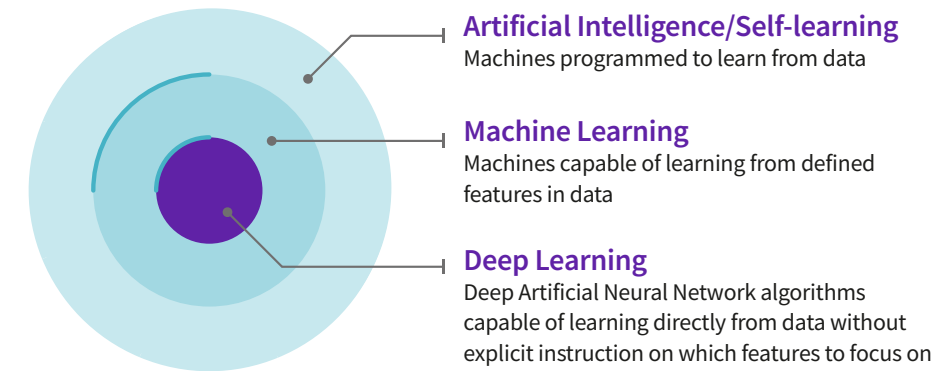 Artificial Intelligence/Self-learning
Machines programmed to learn from data
Machine Learning
Machines capable of learning from defined
features in data
Deep Learning
Deep Artificial Neural Network algorithms
capable of learning directly from data without
explicit instruction on which features to focus on